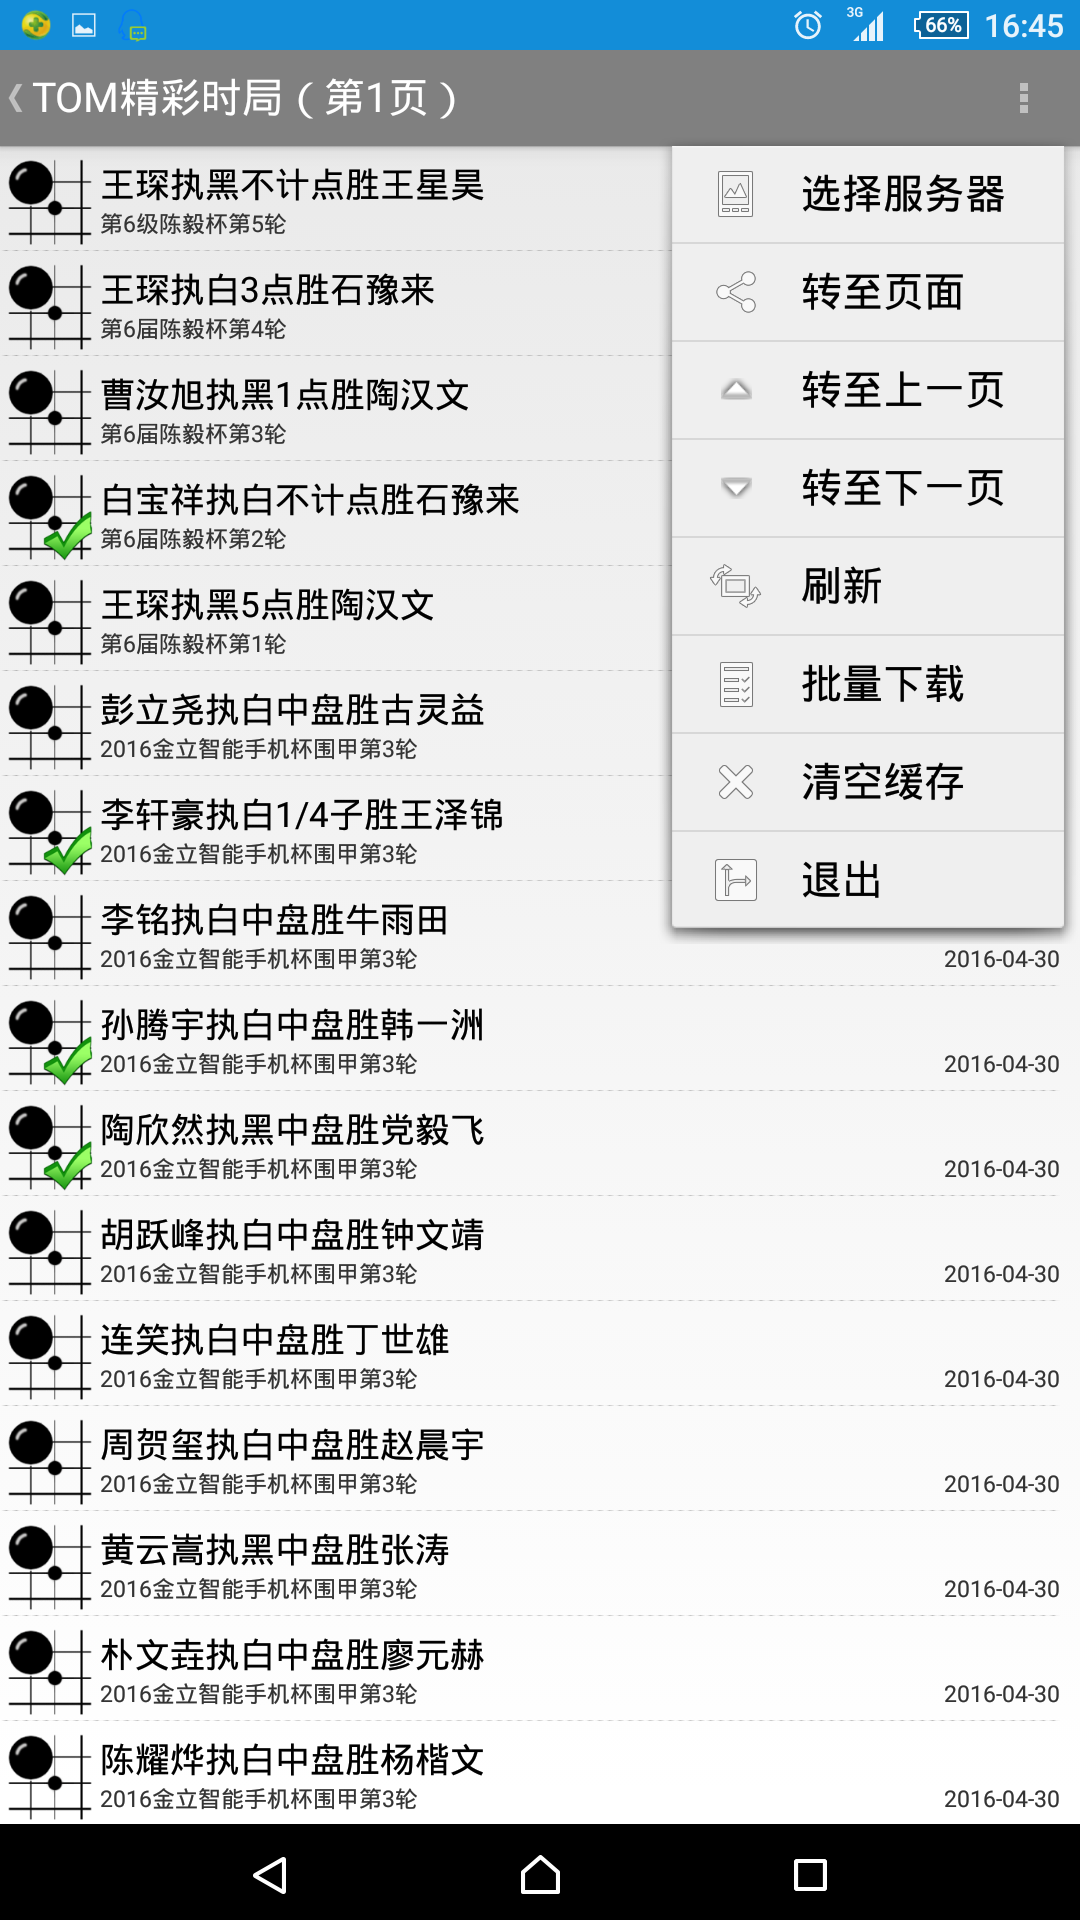 3G 66% 16:45
TOM精彩时局（第1页）
王琛执黑不计点胜王星昊
第6级陈毅杯第5轮
王琛执白3点胜石豫来
第6届陈毅杯第4轮
曹汝旭执黑1点胜陶汉文
第6届陈毅杯第3轮
白宝祥执白不计点胜石豫来
第6届陈毅杯第2轮
王琛执黑5点胜陶汉文
第6届陈毅杯第1轮
彭立尧执白中盘胜古灵益
2016金立智能手机杯围甲第3轮
李轩豪执白1/4子胜王泽锦
2016金立智能手机杯围甲第3轮
选择服务器
转至页面
转至上一页
转至下一页
刷新
批量下载
清空缓存
退出
李铭执白中盘胜牛雨田
2016金立智能手机杯围甲第3轮 2016-04-30
孙腾宇执白中盘胜韩一洲
2016金立智能手机杯围甲第3轮 2016-04-30
陶欣然执黑中盘胜党毅飞
2016金立智能手机杯围甲第3轮 2016-04-30
胡跃峰执白中盘胜钟文靖
2016金立智能手机杯围甲第3轮 2016-04-30
连笑执白中盘胜丁世雄
2016金立智能手机杯围甲第3轮 2016-04-30
周贺玺执白中盘胜赵晨宇
2016金立智能手机杯围甲第3轮 2016-04-30
黄云嵩执黑中盘胜张涛
2016金立智能手机杯围甲第3轮 2016-04-30
朴文垚执白中盘胜廖元赫
2016金立智能手机杯围甲第3轮 2016-04-30
陈耀烨执白中盘胜杨楷文
2016金立智能手机杯围甲第3轮 2016-04-30